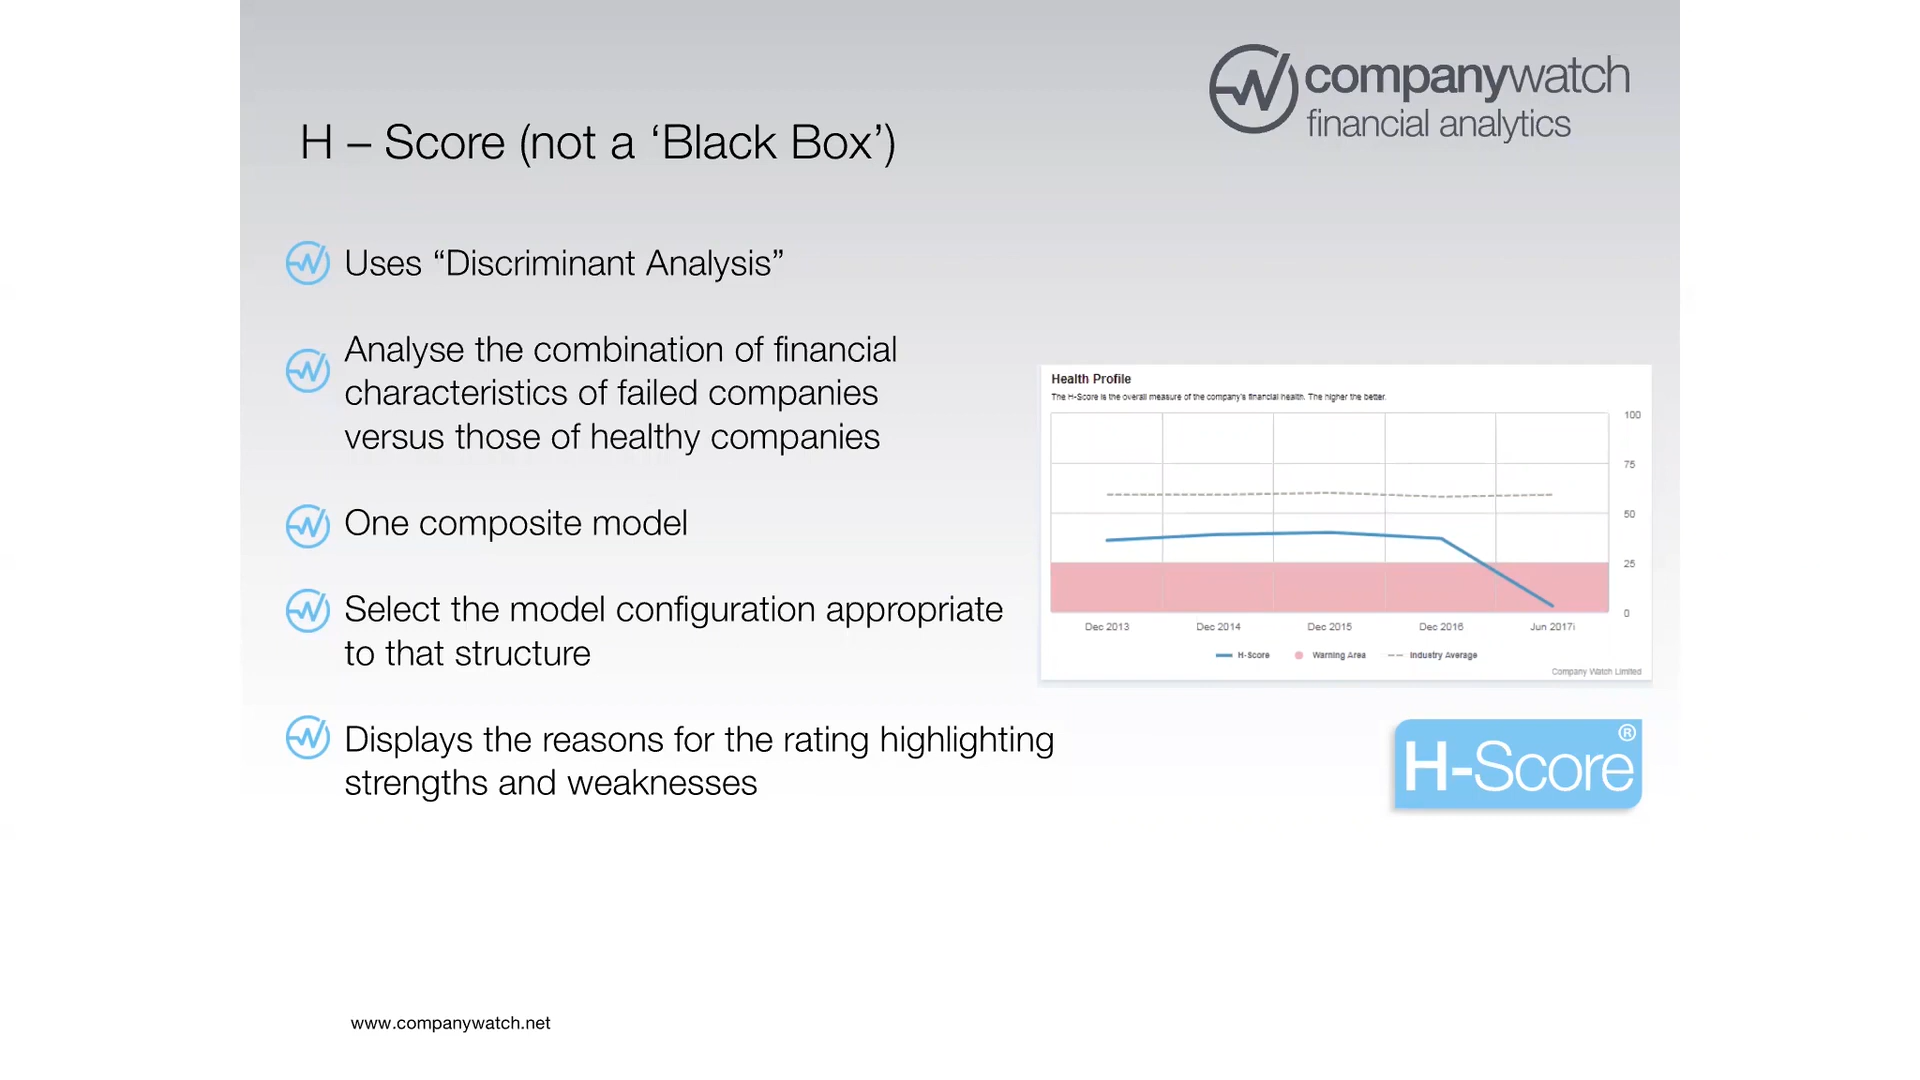 companywatch
financial analytics
H – Score (not a ‘Black Box’)
Uses “Discriminant Analysis”
Analyse the combination of financial
characteristics of failed companies
versus those of healthy companies
One composite model
Select the model configuration appropriate
to that structure
Displays the reasons for the rating highlighting
strengths and weaknesses
Health Profile
The H-Score is the overall measure of the company's financial health. The higher the better.
100
75
50
25
0
Dec 2013 Dec 2014 Dec 2015 Dec 2016 Jun 2017i
H-Score Warning Area Industry Average
Company Watch Limited
H-Score®
www.companywatch.net